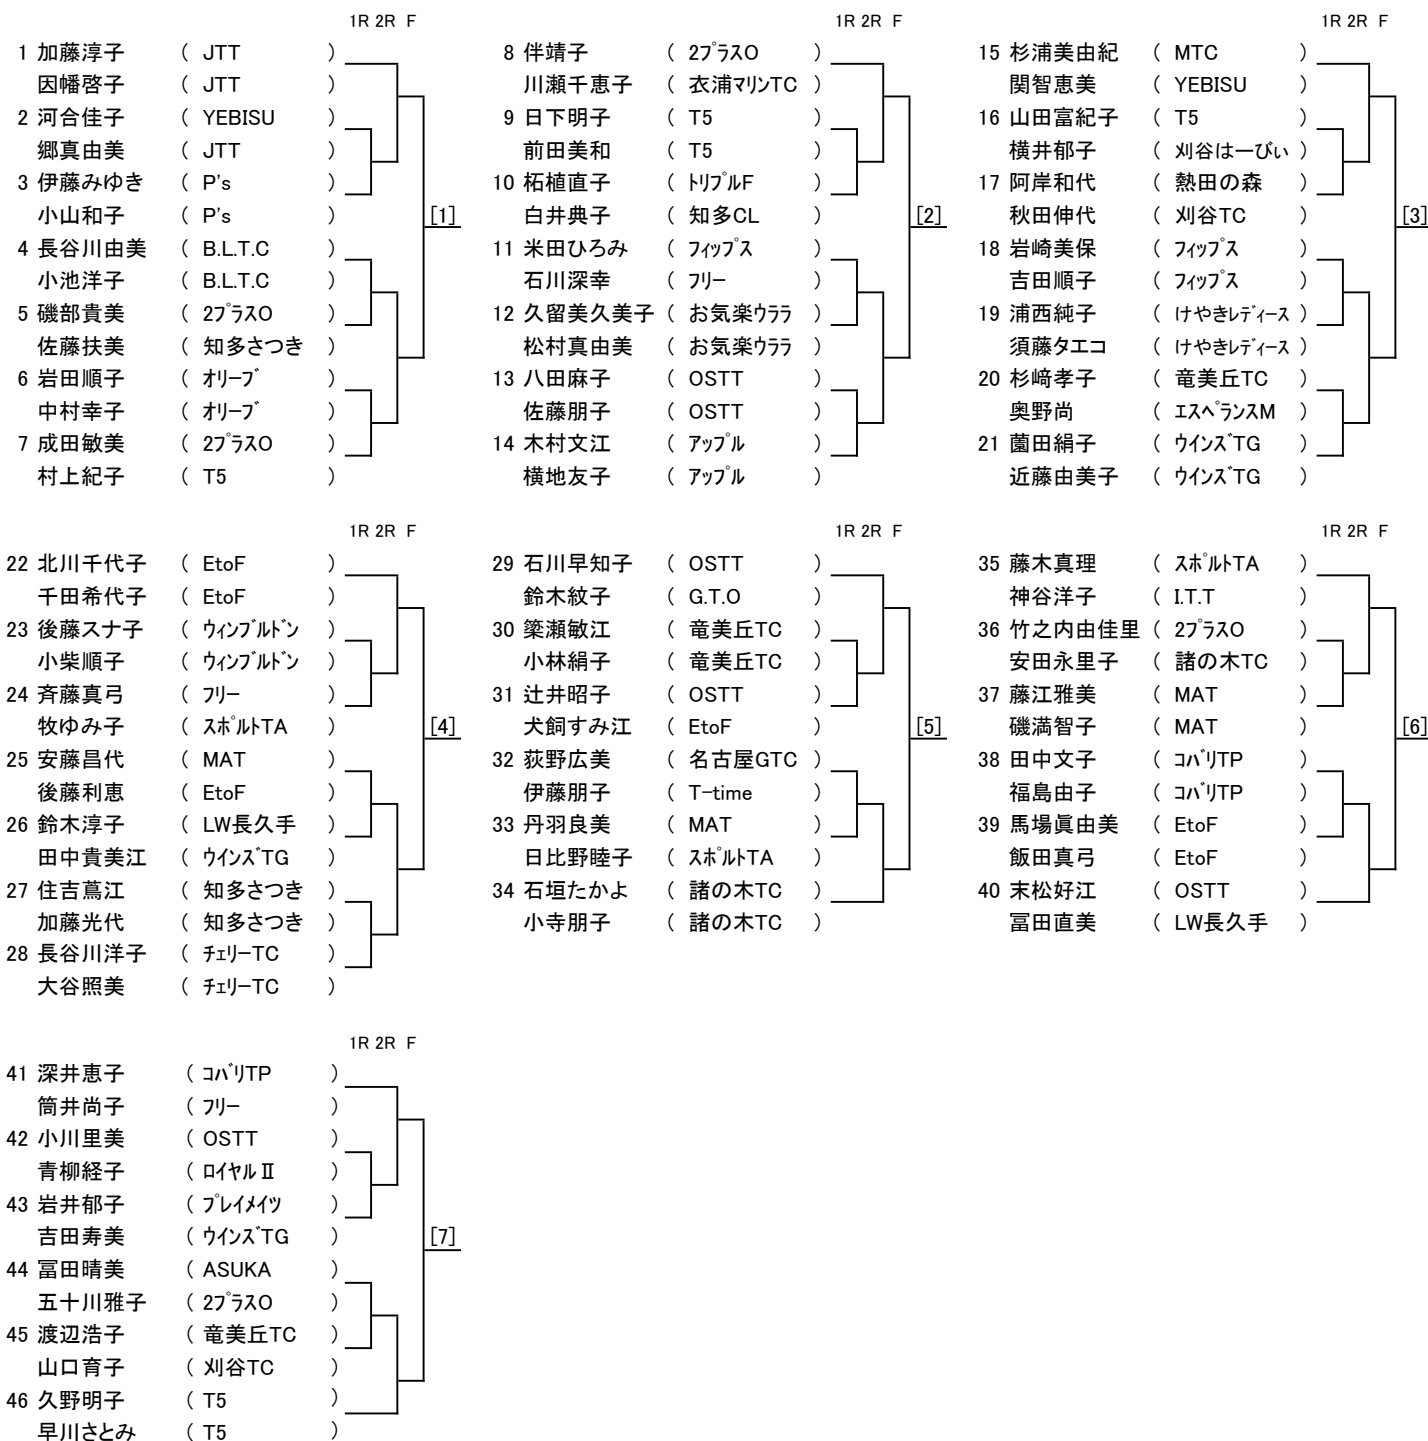 1R 2R F
1 加藤淳子 ( JTT )
因幡啓子 ( JTT )
2 河合佳子 ( YEBISU )
郷真由美 ( JTT )
3 伊藤みゆき ( P's )
小山和子 ( P's )
[1]
4 長谷川由美 ( B.L.T.C )
小池洋子 ( B.L.T.C )
5 磯部貴美 ( 2プラスO )
佐藤扶美 ( 知多さつき )
6 岩田順子 ( オリーブ )
中村幸子 ( オリーブ )
7 成田敏美 ( 2プラスO )
村上紀子 ( T5 )
1R 2R F
8 伴靖子 ( 2プラスO )
川瀬千恵子 ( 衣浦マリンTC )
9 日下明子 ( T5 )
前田美和 ( T5 )
10 柘植直子 ( トリプルF )
白井典子 ( 知多CL )
[2]
11 米田ひろみ ( フィップス )
石川深幸 ( フリー )
12 久留美久美子 ( お気楽ウララ )
松村真由美 ( お気楽ウララ )
13 八田麻子 ( OSTT )
佐藤朋子 ( OSTT )
14 木村文江 ( アップル )
横地友子 ( アップル )
1R 2R F
15 杉浦美由紀 ( MTC )
関智恵美 ( YEBISU )
16 山田富紀子 ( T5 )
横井郁子 ( 刈谷はーびぃ )
17 阿岸和代 ( 熱田の森 )
秋田伸代 ( 刈谷TC )
[3]
18 岩崎美保 ( フィップス )
吉田順子 ( フィップス )
19 浦西純子 ( けやきレディース )
須藤タエコ ( けやきレディース )
20 杉﨑孝子 ( 竜美丘TC )
奥野尚 ( エスペランスM )
21 薗田絹子 ( ウインズTG )
近藤由美子 ( ウインズTG )
1R 2R F
22 北川千代子 ( EtoF )
千田希代子 ( EtoF )
23 後藤スナ子 ( ウィンブルドン )
小柴順子 ( ウィンブルドン )
24 斉藤真弓 ( フリー )
牧ゆみ子 ( スポルトTA )
[4]
25 安藤昌代 ( MAT )
後藤利恵 ( EtoF )
26 鈴木淳子 ( LW長久手 )
田中貴美江 ( ウインズTG )
27 住吉蔦江 ( 知多さつき )
加藤光代 ( 知多さつき )
28 長谷川洋子 ( チェリーTC )
大谷照美 ( チェリーTC )
1R 2R F
29 石川早知子 ( OSTT )
鈴木紋子 ( G.T.O )
30 簗瀬敏江 ( 竜美丘TC )
小林絹子 ( 竜美丘TC )
31 辻井昭子 ( OSTT )
犬飼すみ江 ( EtoF )
[5]
32 荻野広美 ( 名古屋GTC )
伊藤朋子 ( T-time )
33 丹羽良美 ( MAT )
日比野睦子 ( スポルトTA )
34 石垣たかよ ( 諸の木TC )
小寺朋子 ( 諸の木TC )
1R 2R F
35 藤木真理 ( スポルトTA )
神谷洋子 ( I.T.T )
36 竹之内由佳里 ( 2プラスO )
安田永里子 ( 諸の木TC )
37 藤江雅美 ( MAT )
磯満智子 ( MAT )
[6]
38 田中文子 ( コバリTP )
福島由子 ( コバリTP )
39 馬場眞由美 ( EtoF )
飯田真弓 ( EtoF )
40 末松好江 ( OSTT )
冨田直美 ( LW長久手 )
1R 2R F
41 深井恵子 ( コバリTP )
筒井尚子 ( フリー )
42 小川里美 ( OSTT )
青柳経子 ( ロイヤルⅡ )
43 岩井郁子 ( プレイメイツ )
吉田寿美 ( ウインズTG )
[7]
44 冨田晴美 ( ASUKA )
五十川雅子 ( 2プラスO )
45 渡辺浩子 ( 竜美丘TC )
山口育子 ( 刈谷TC )
46 久野明子 ( T5 )
早川さとみ ( T5 )